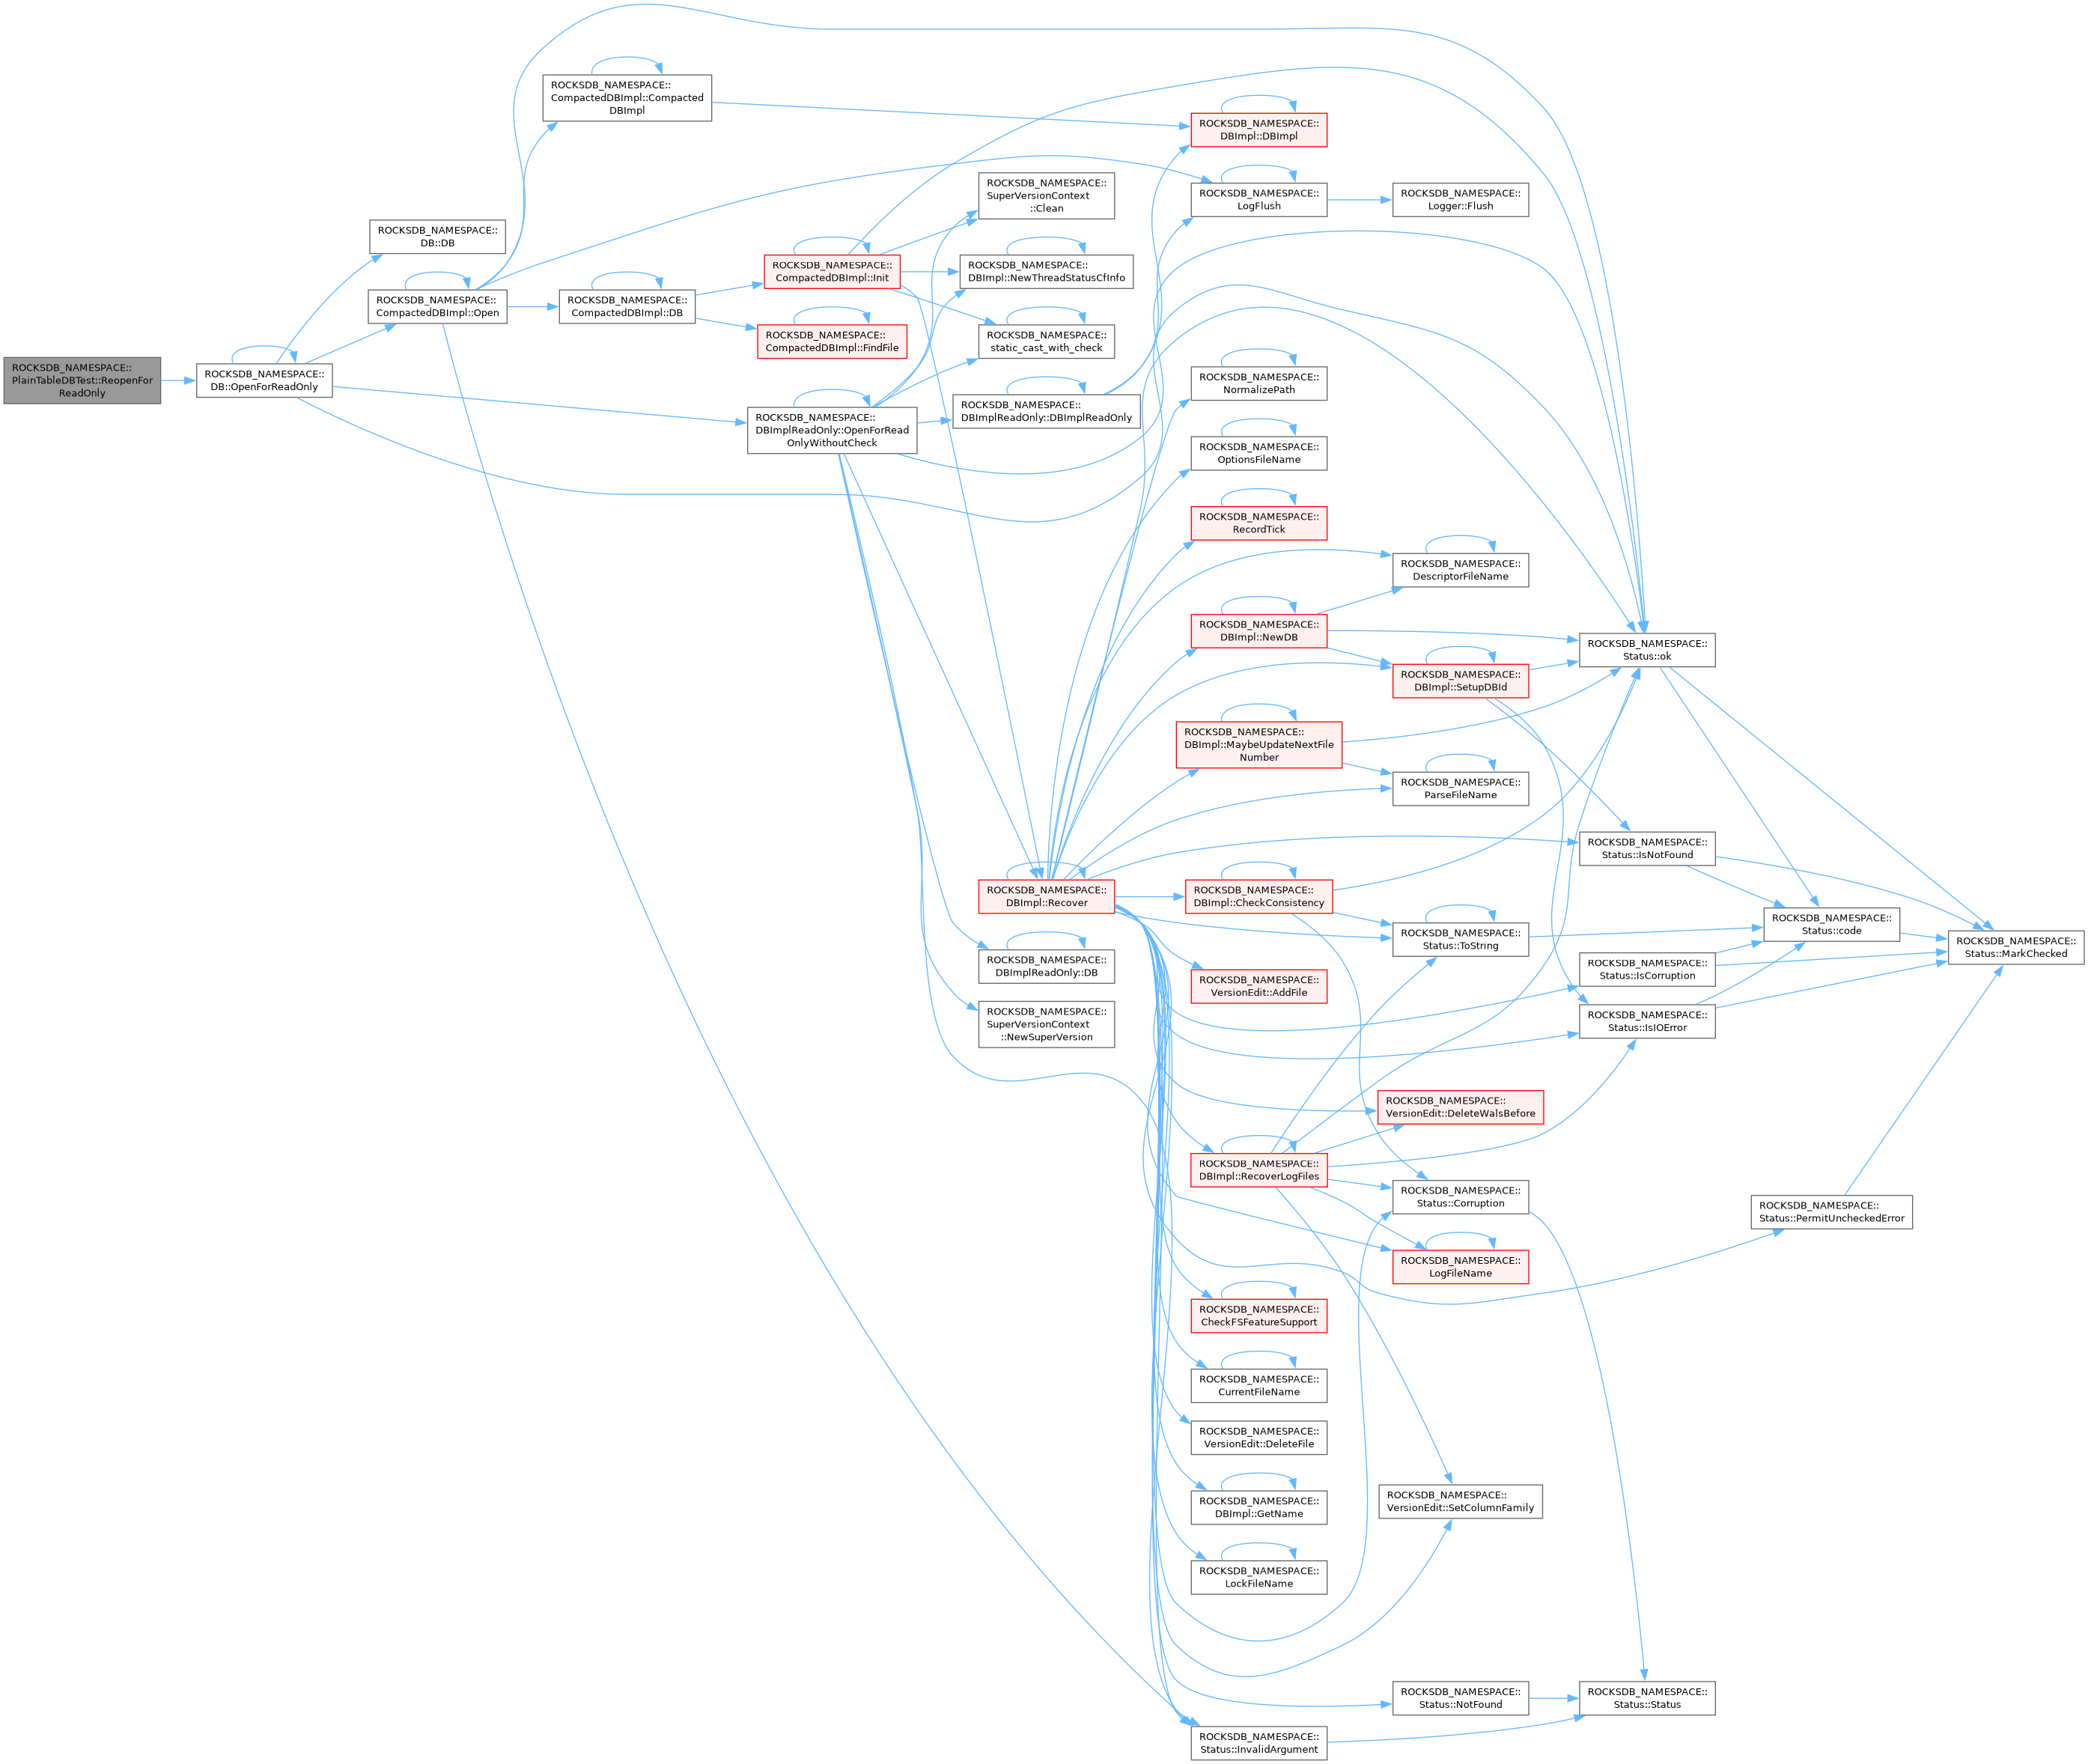 ROCKSDB_NAMESPACE::
PlainTableDBTest::ReopenFor
ReadOnly
ROCKSDB_NAMESPACE::
DB::OpenForReadOnly
ROCKSDB_NAMESPACE::
DB::DB
ROCKSDB_NAMESPACE::
CompactedDBImpl::Open
ROCKSDB_NAMESPACE::
CompactedDBImpl::Compacted
DBImpl
ROCKSDB_NAMESPACE::
CompactedDBImpl::DB
ROCKSDB_NAMESPACE::
CompactedDBImpl::Init
ROCKSDB_NAMESPACE::
CompactedDBImpl::FindFile
ROCKSDB_NAMESPACE::
DBImplReadOnly::OpenForRead
OnlyWithoutCheck
ROCKSDB_NAMESPACE::
SuperVersionContext
::Clean
ROCKSDB_NAMESPACE::
DBImpl::NewThreadStatusCfInfo
ROCKSDB_NAMESPACE::
static_cast_with_check
ROCKSDB_NAMESPACE::
DBImplReadOnly::DBImplReadOnly
ROCKSDB_NAMESPACE::
DBImpl::Recover
ROCKSDB_NAMESPACE::
DBImplReadOnly::DB
ROCKSDB_NAMESPACE::
SuperVersionContext
::NewSuperVersion
ROCKSDB_NAMESPACE::
DBImpl::DBImpl
ROCKSDB_NAMESPACE::
LogFlush
ROCKSDB_NAMESPACE::
Logger::Flush
ROCKSDB_NAMESPACE::
NormalizePath
ROCKSDB_NAMESPACE::
OptionsFileName
ROCKSDB_NAMESPACE::
RecordTick
ROCKSDB_NAMESPACE::
DescriptorFileName
ROCKSDB_NAMESPACE::
DBImpl::NewDB
ROCKSDB_NAMESPACE::
DBImpl::SetupDBId
ROCKSDB_NAMESPACE::
Status::ok
ROCKSDB_NAMESPACE::
DBImpl::MaybeUpdateNextFile
Number
ROCKSDB_NAMESPACE::
ParseFileName
ROCKSDB_NAMESPACE::
Status::IsNotFound
ROCKSDB_NAMESPACE::
DBImpl::CheckConsistency
ROCKSDB_NAMESPACE::
Status::ToString
ROCKSDB_NAMESPACE::
Status::code
ROCKSDB_NAMESPACE::
Status::MarkChecked
ROCKSDB_NAMESPACE::
Status::IsCorruption
ROCKSDB_NAMESPACE::
VersionEdit::AddFile
ROCKSDB_NAMESPACE::
Status::IsIOError
ROCKSDB_NAMESPACE::
VersionEdit::DeleteWalsBefore
ROCKSDB_NAMESPACE::
DBImpl::RecoverLogFiles
ROCKSDB_NAMESPACE::
Status::Corruption
ROCKSDB_NAMESPACE::
Status::PermitUncheckedError
ROCKSDB_NAMESPACE::
LogFileName
ROCKSDB_NAMESPACE::
CheckFSFeatureSupport
ROCKSDB_NAMESPACE::
CurrentFileName
ROCKSDB_NAMESPACE::
VersionEdit::DeleteFile
ROCKSDB_NAMESPACE::
DBImpl::GetName
ROCKSDB_NAMESPACE::
VersionEdit::SetColumnFamily
ROCKSDB_NAMESPACE::
LockFileName
ROCKSDB_NAMESPACE::
Status::NotFound
ROCKSDB_NAMESPACE::
Status::Status
ROCKSDB_NAMESPACE::
Status::InvalidArgument